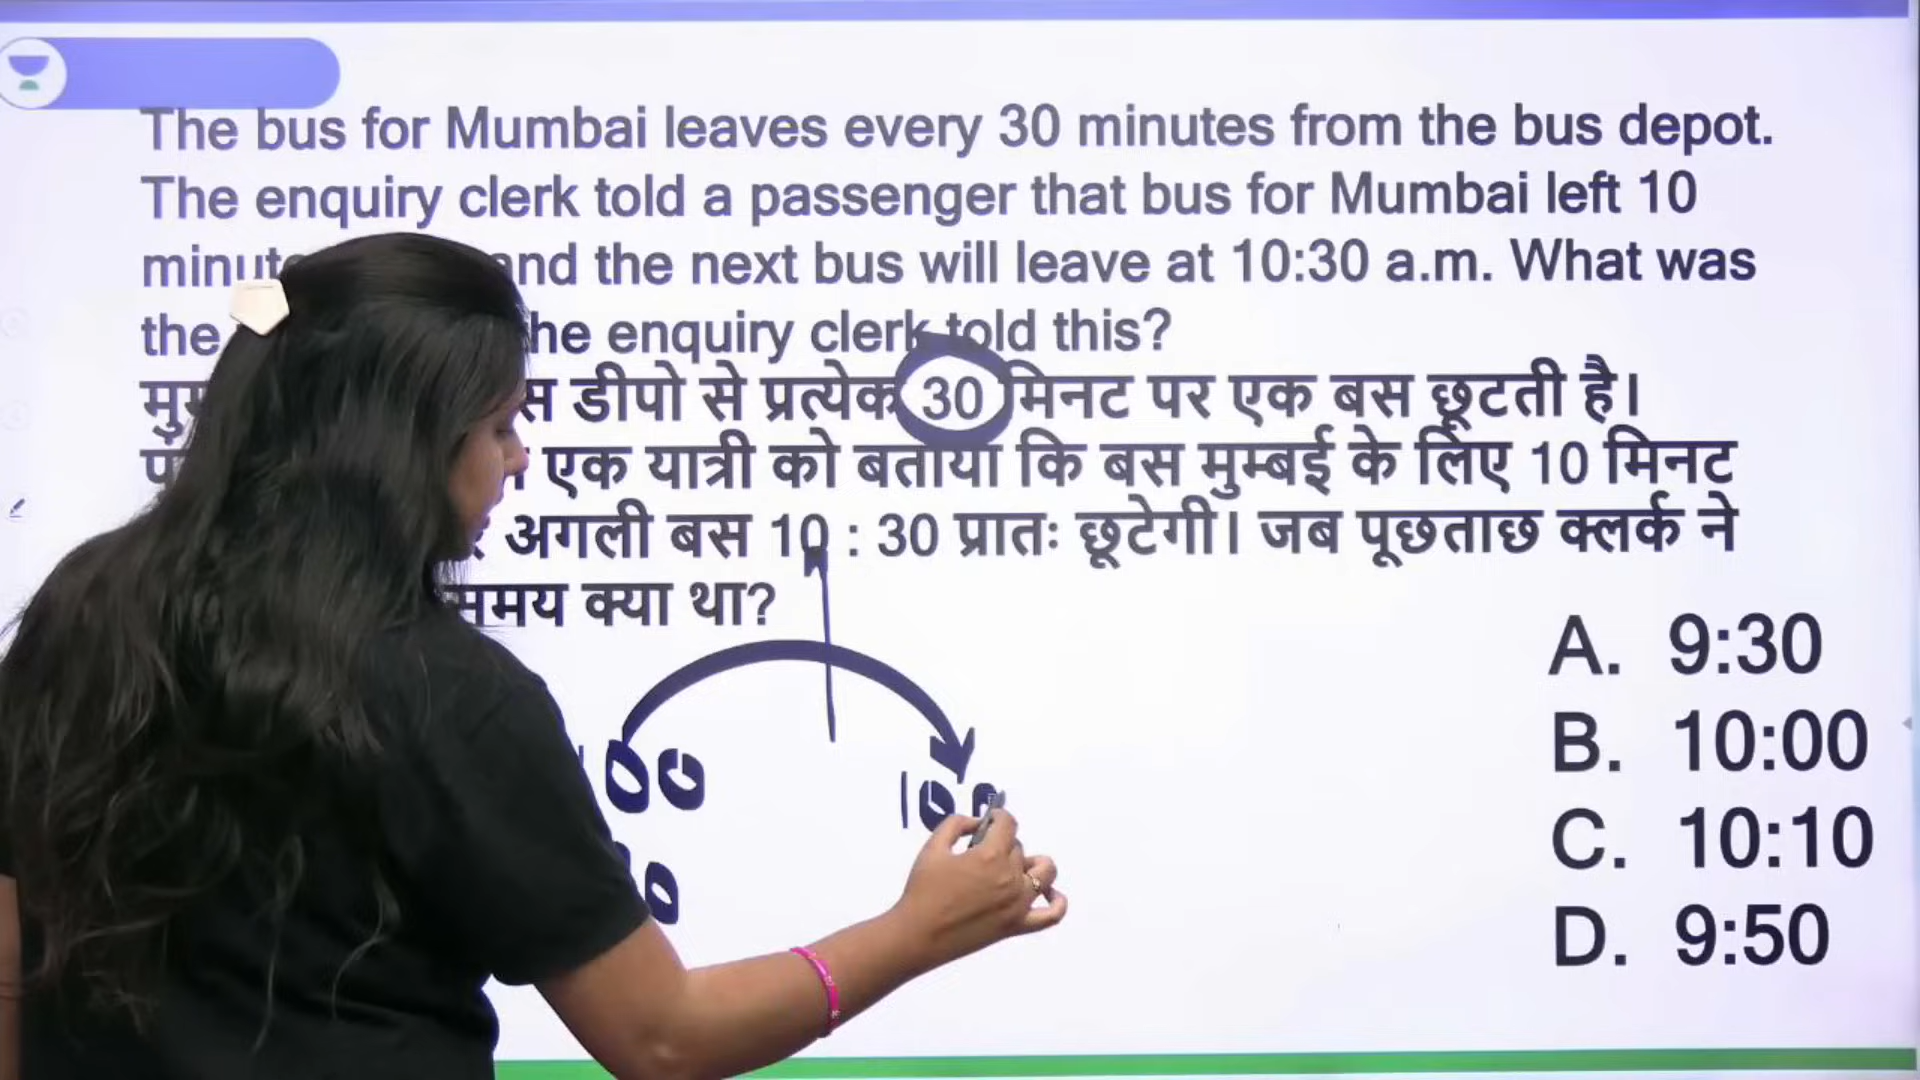 The bus for Mumbai leaves every 30 minutes from the bus depot.
The enquiry clerk told a passenger that bus for Mumbai left 10
and the next bus will leave at 10:30 a.m. What was
the enquiry clerk told this?
डीपो से प्रत्येक 30 मिनट पर एक बस छूटती है।
एक यात्री को बताया कि बस मुम्बई के लिए 10 मिनट
अगली बस 10 : 30 प्रातः छूटेगी। जब पूछताछ क्लर्क ने
समय क्या था?
A. 9:30
B. 10:00
C. 10:10
D. 9:50